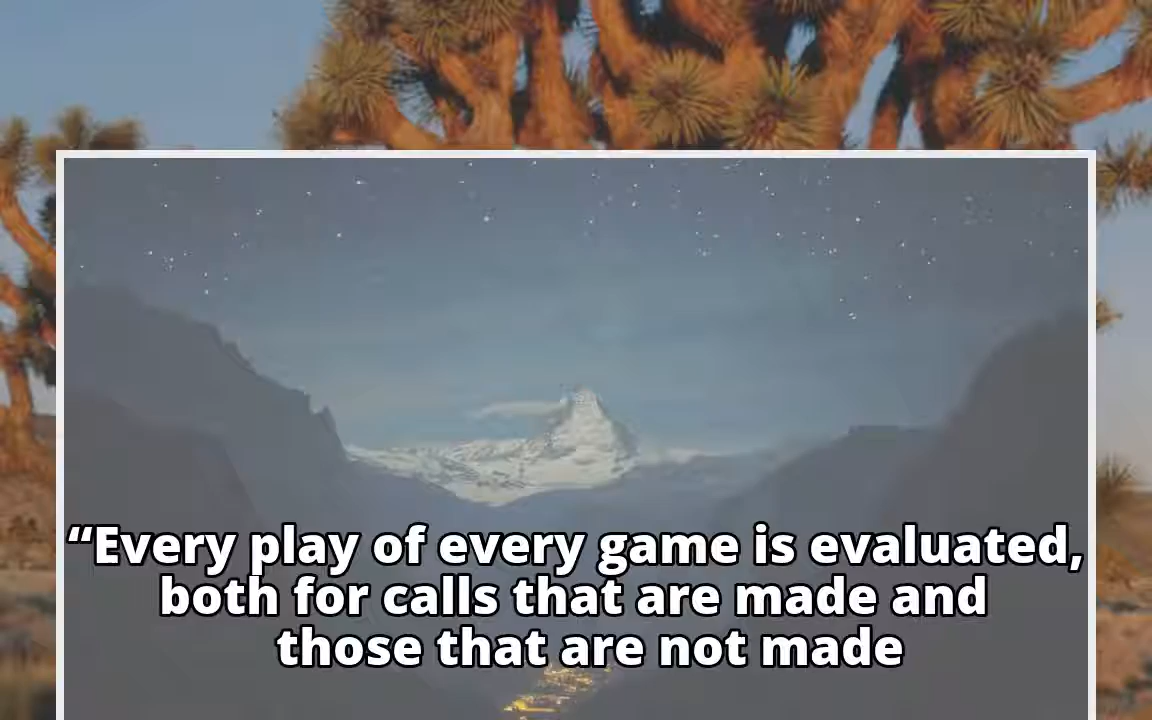 “Every play of every game is evaluated,
both for calls that are made and
those that are not made